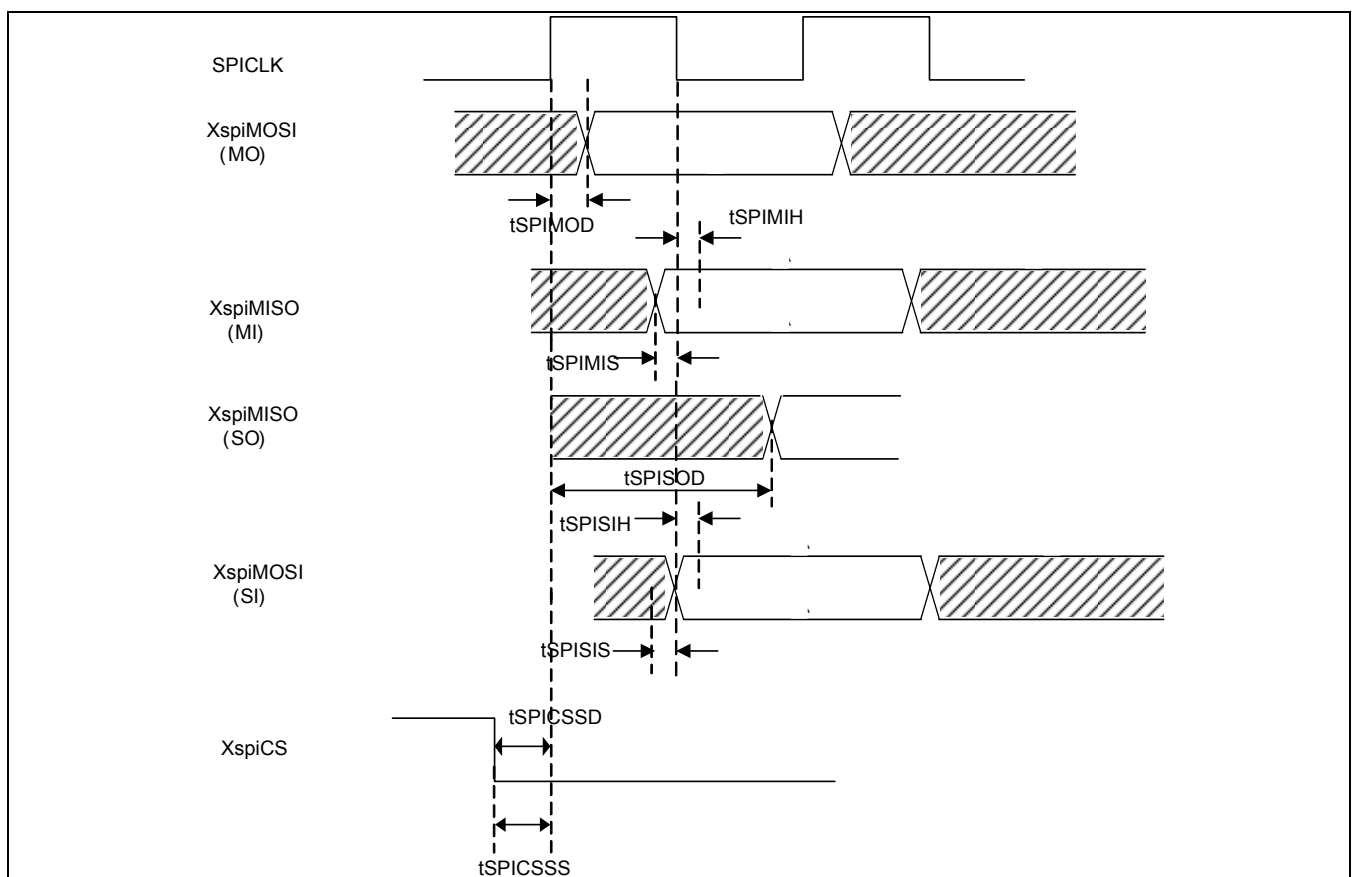 SPICLK
XspiMOSI
(MO)
tSPIMOD
tSPIMIH
XspiMISO
(MI)
tSPIMIS
XspiMISO
(SO)
tSPISOD
tSPISIH
XspiMOSI
(SI)
tSPISIS
tSPICSSD
XspiCS
tSPICSSS